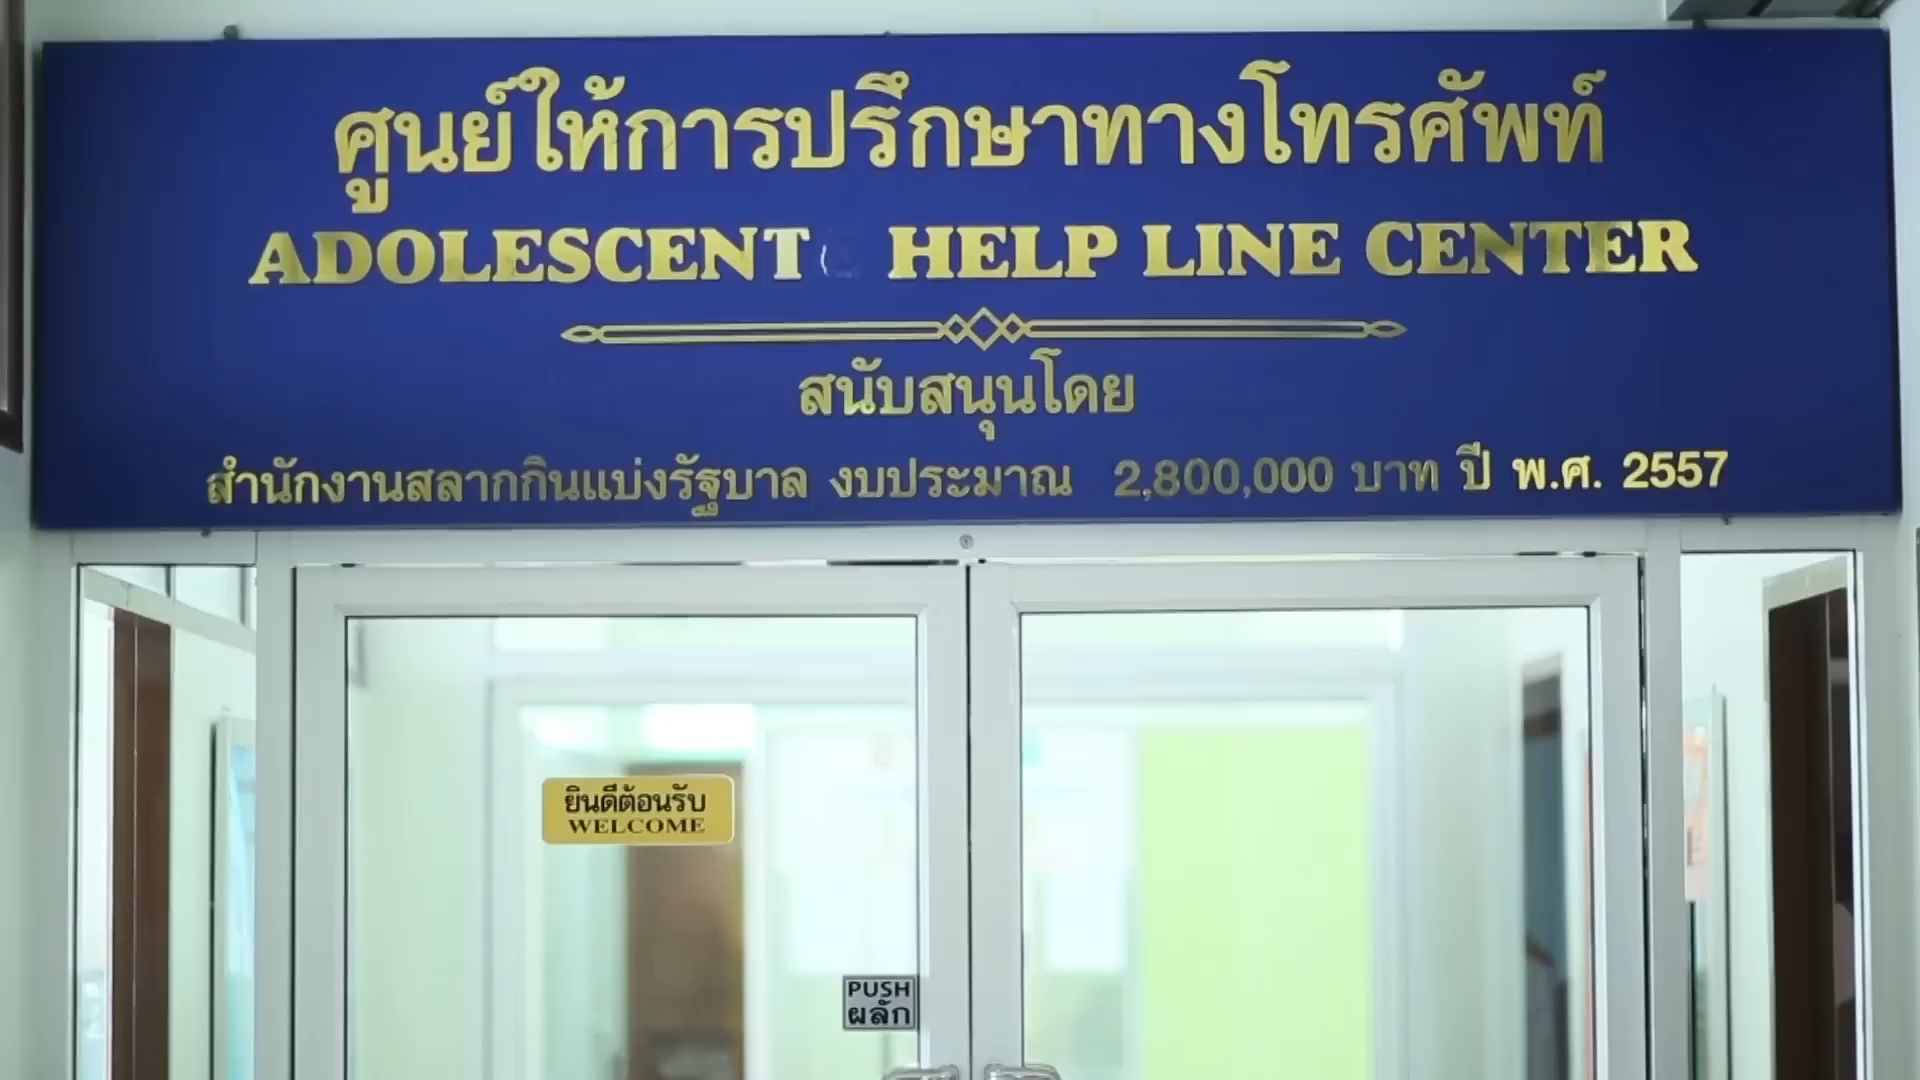 ศูนย์ให้การปรึกษาทางโทรศัพท์
ADOLESCENT HELP LINE CENTER
สนับสนุนโดย
สำนักงานสลากกินแบ่งรัฐบาล งบประมาณ 2,800,000 บาท ปี พ.ศ. 2557
ยินดีต้อนรับ
WELCOME
PUSH
ผลัก